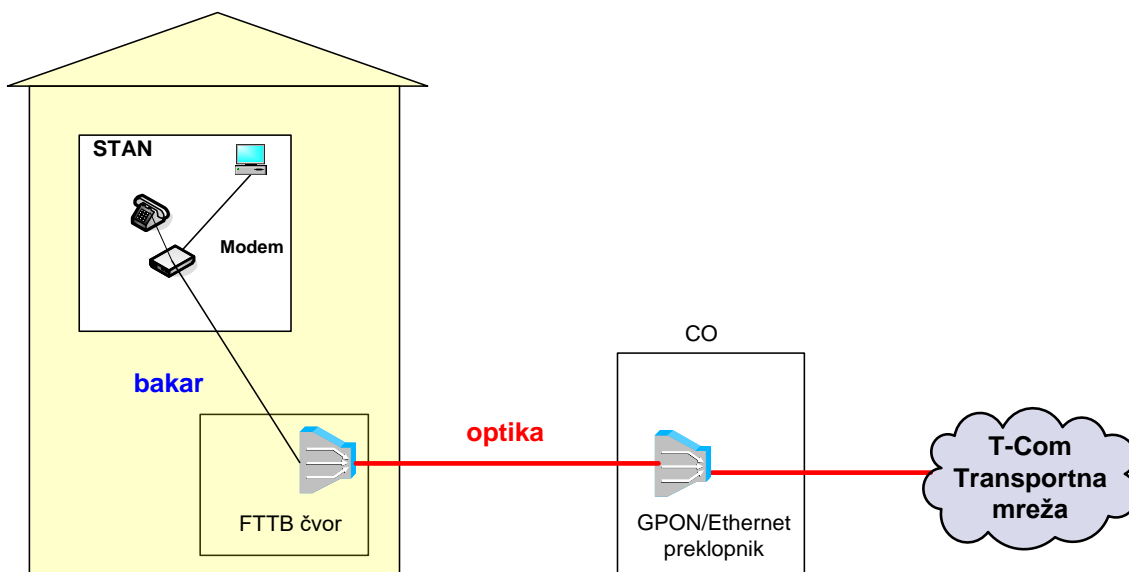 STAN
Modem
bakar
FTTB čvor
optika
CO
GPON/Ethernet
preklopnik
T-Com
Transportna
mreža